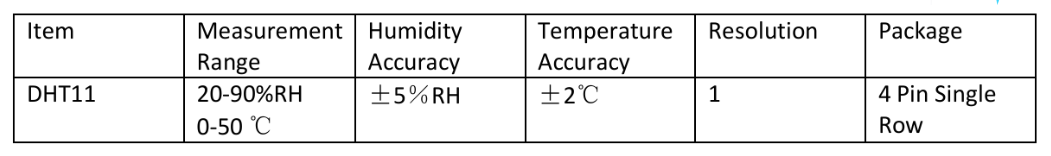 Item Measurement Range Humidity Accuracy Temperature Accuracy Resolution Package
DHT11 20-90%RH 0-50 ℃ ±5%RH ±2℃ 1 4 Pin Single Row